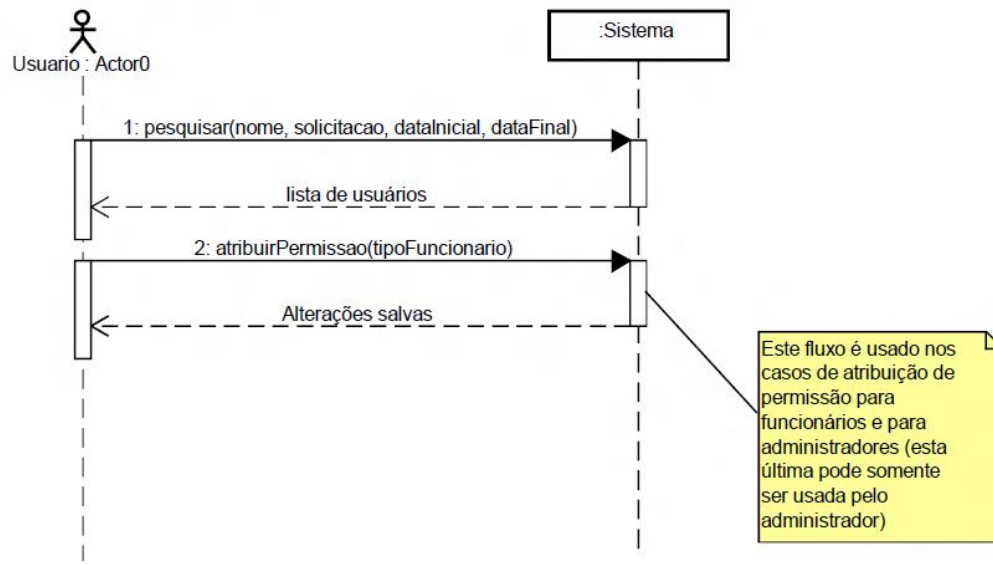 :Sistema
Usuario : Actor0
1: pesquisar(nome, solicitacao, dataInicial, dataFinal)
lista de usuários
2: atribuirPermissao(tipoFuncionario)
Alterações salvas
Este fluxo é usado nos
casos de atribuição de
permissão para
funcionários e para
administradores (esta
última pode somente
ser usada pelo
administrador)